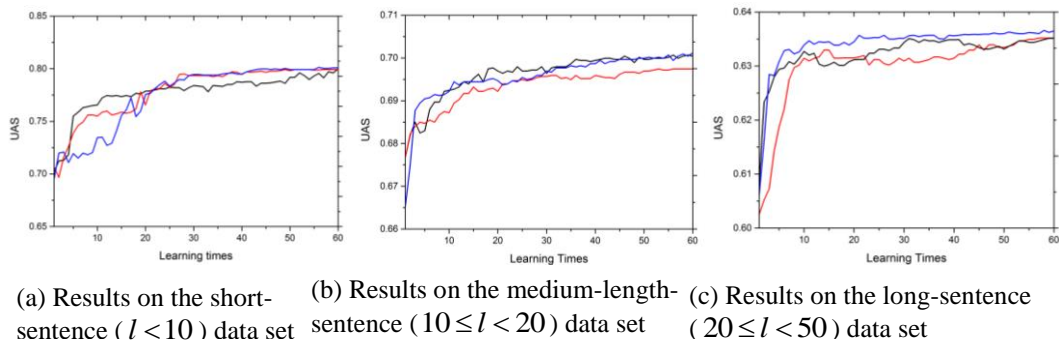 0.85
0.80
0.75
0.70
0.65
UAS
10 20 30 40 50 60
Learning times
0.71
0.70
0.69
0.68
0.67
0.66
UAS
10 20 30 40 50 60
Learning Times
0.64
0.63
0.62
0.61
0.60
UAS
10 20 30 40 50 60
Learning Times
(a) Results on the short-
sentence ( l < 10 ) data set
(b) Results on the medium-length-
sentence ( 10 ≤ l < 20 ) data set
(c) Results on the long-sentence
( 20 ≤ l < 50 ) data set